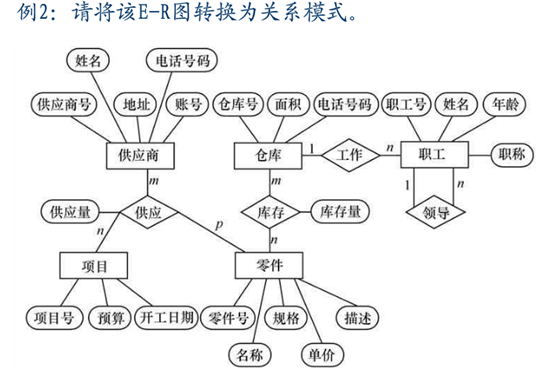 例2：请将该E-R图转换为关系模式。
姓名 电话号码
供应商号 地址 账号 仓库号 面积 电话号码 职工号 姓名 年龄
供应商 仓库 1 工作 n 职工 职称
m m 1 n
供应量 供应 库存 库存量 领导
n p n
项目 零件
项目号 预算 开工日期 零件号 规格 描述
名称 单价